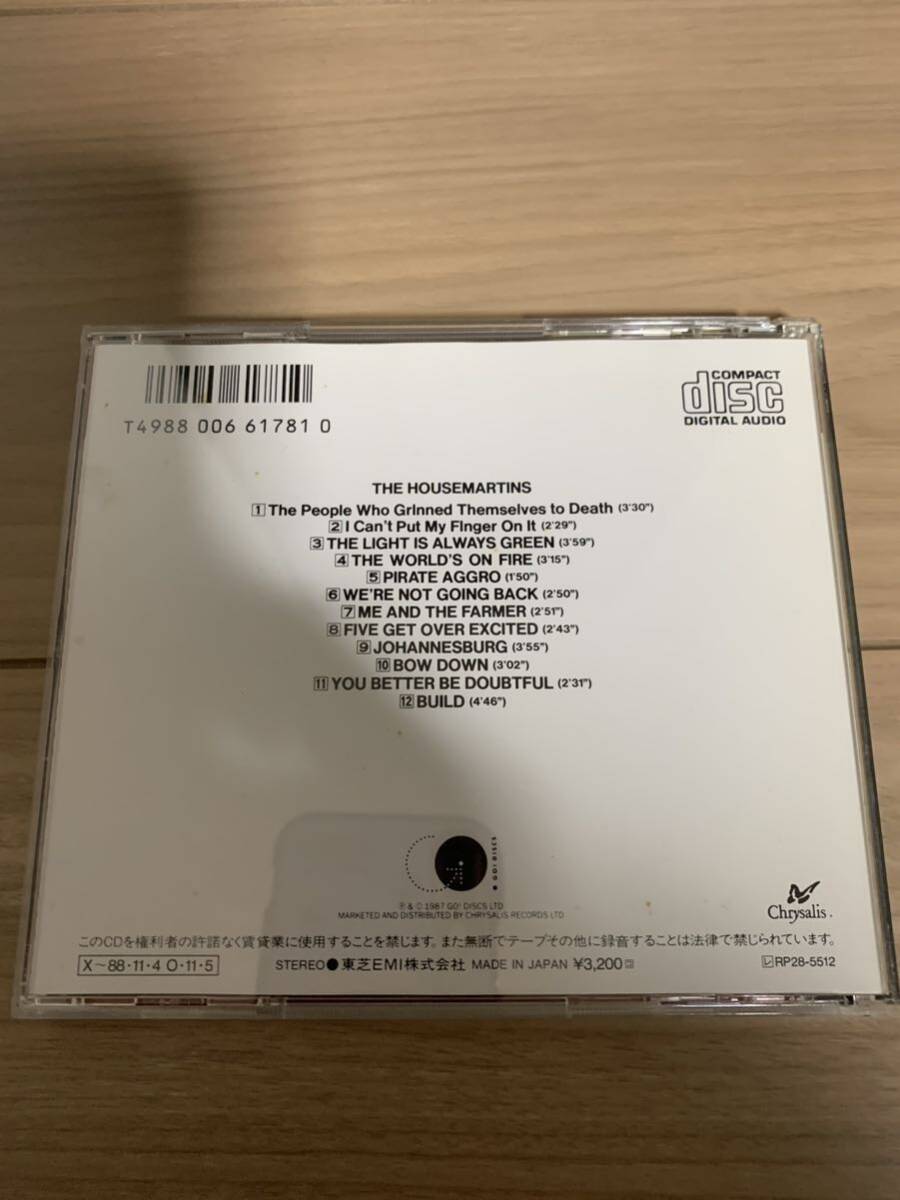 T4988 006 61781 0
COMPACT
disc
DIGITAL AUDIO
THE HOUSEMARTINS
1 The People Who GrInned Themselves to Death (3'30")
2 I Can't Put My FInger On It (2'29")
3 THE LIGHT IS ALWAYS GREEN (3'59")
4 THE WORLD'S ON FIRE (3'15")
5 PIRATE AGGRO (1'50")
6 WE'RE NOT GOING BACK (2'50")
7 ME AND THE FARMER (2'51")
8 FIVE GET OVER EXCITED (2'43")
9 JOHANNESBURG (3'55")
10 BOW DOWN (3'02")
11 YOU BETTER BE DOUBTFUL (2'31")
12 BUILD (4'46")
GO! DISCS
℗ & © 1987 GO! DISCS LTD
MARKETED AND DISTRIBUTED BY CHRYSALIS RECORDS LTD
Chrysalis.
このCDを権利者の許諾なく賃貸業に使用することを禁じます。また無断でテープその他に録音することは法律で禁じられています。
X~88・11・4 O・11・5
STEREO●東芝EMI株式会社 MADE IN JAPAN ¥3,200
レRP28-5512